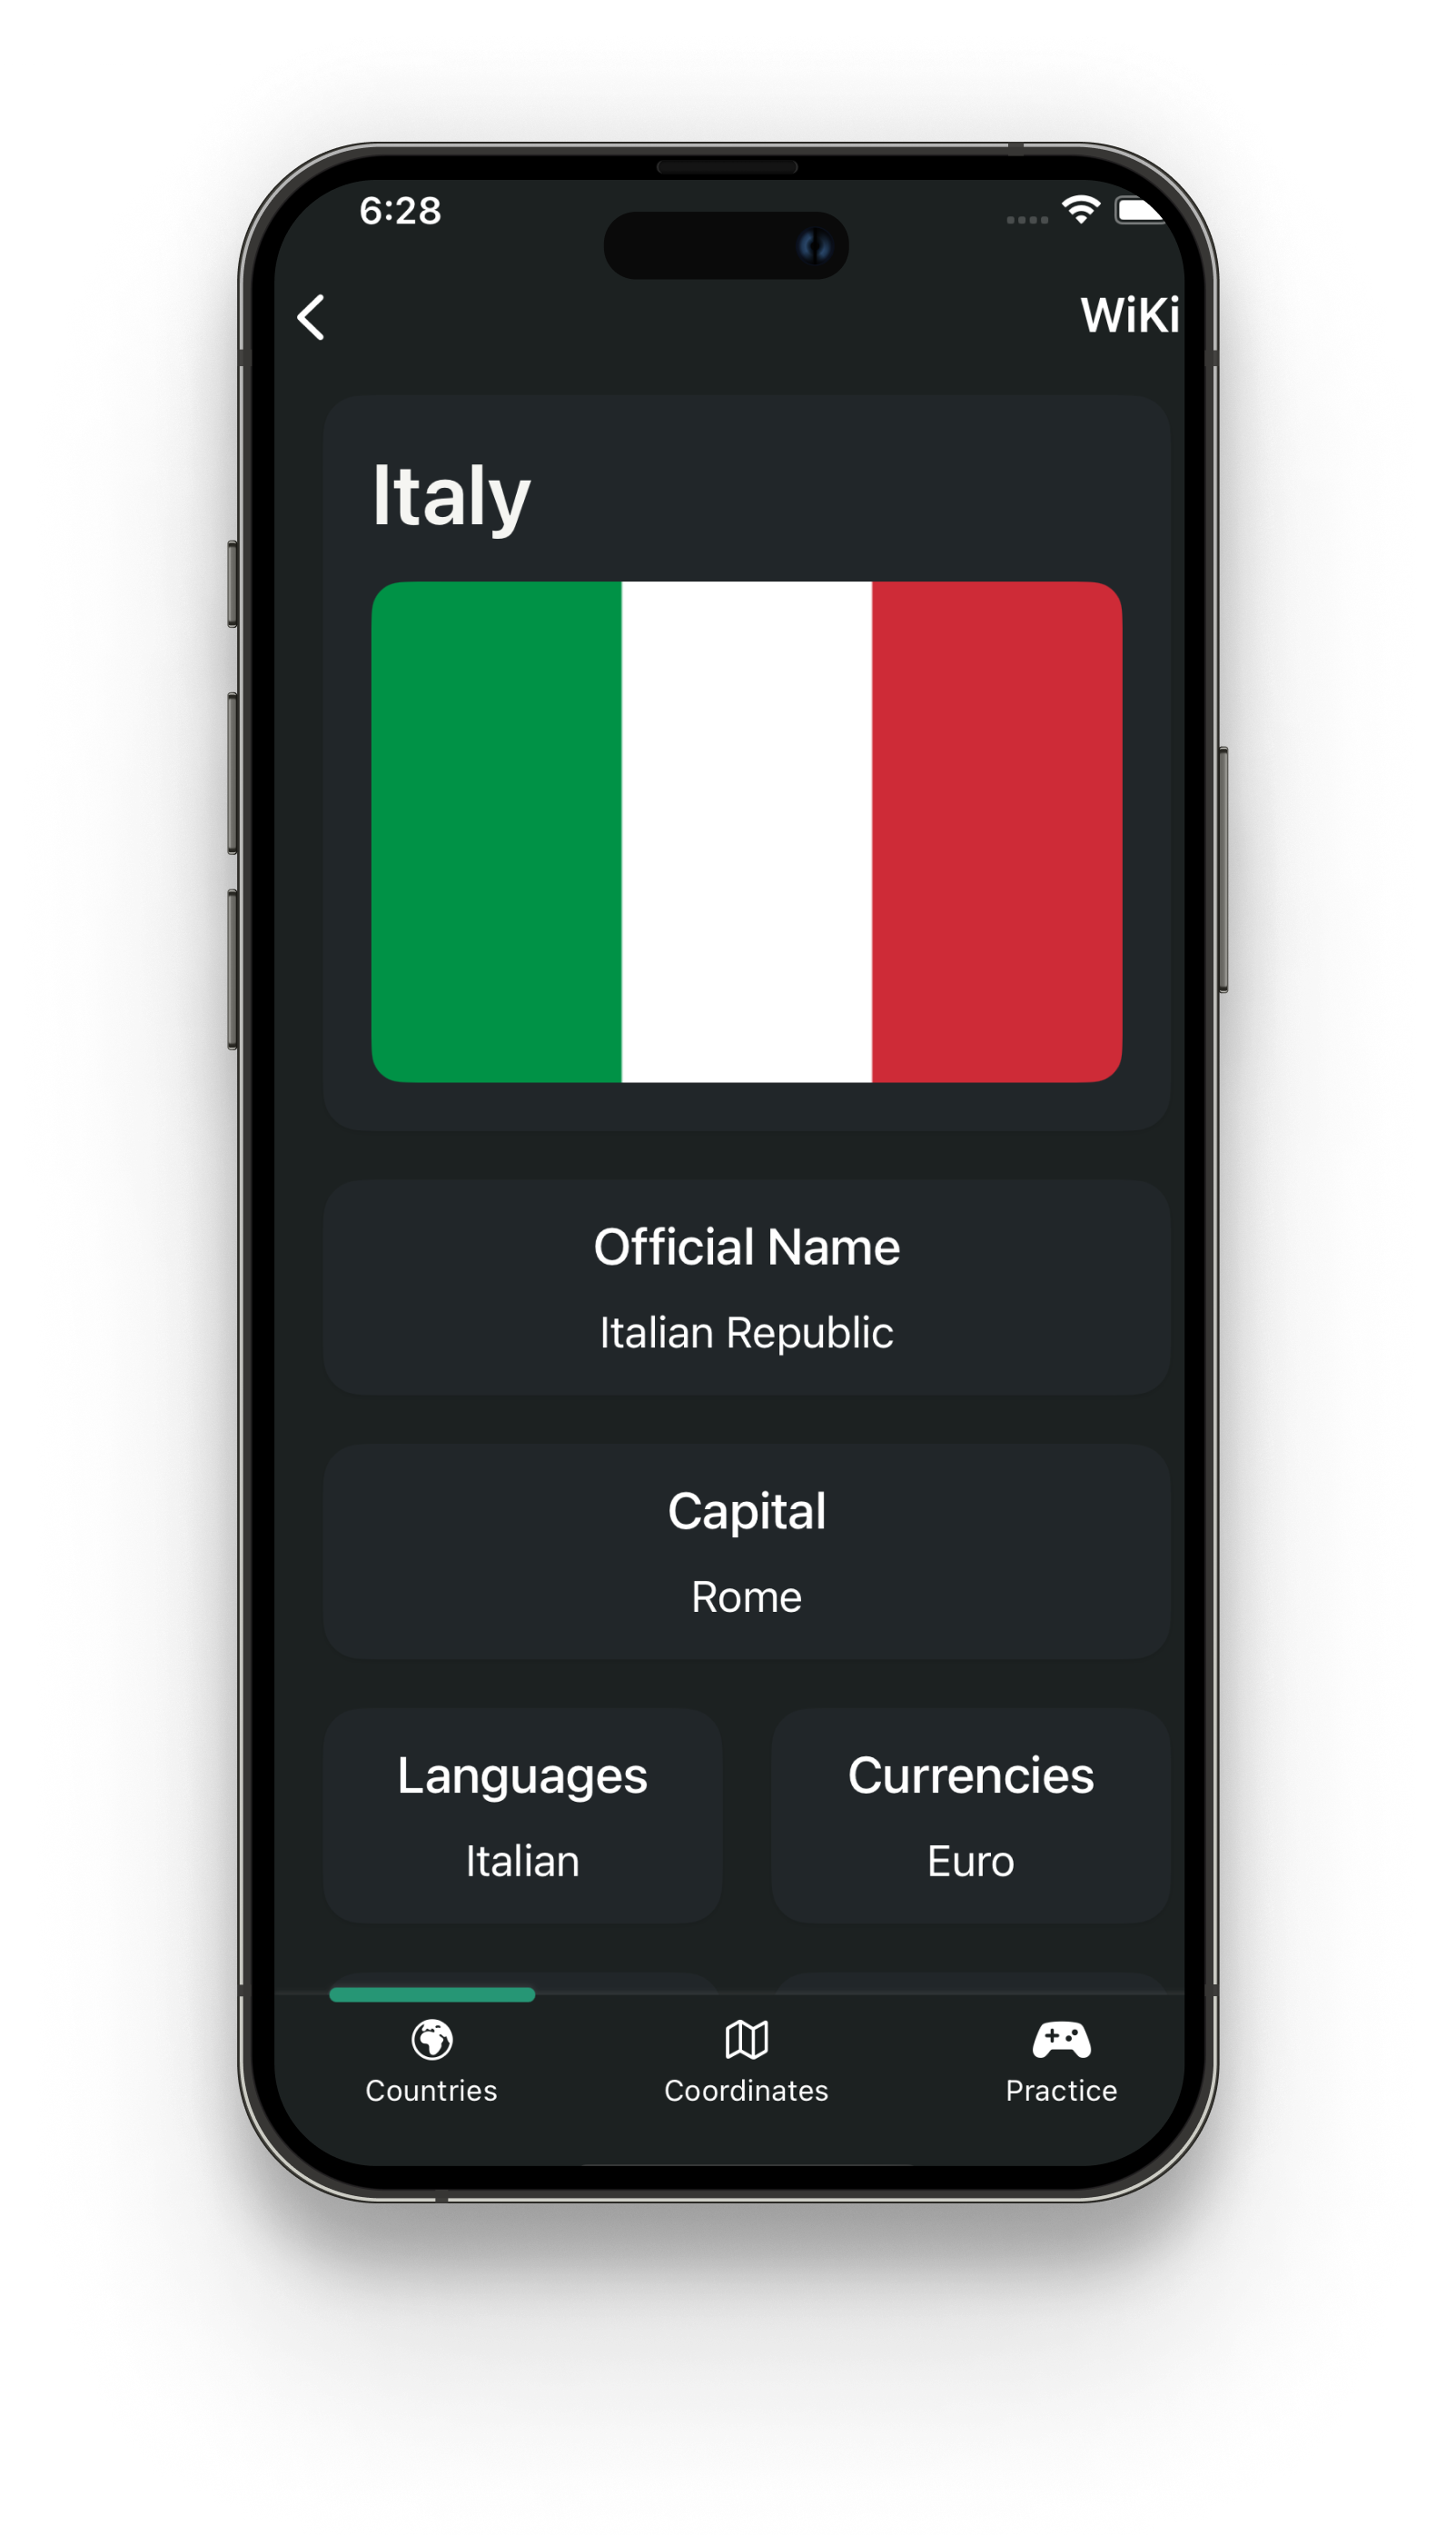 6:28
WiKi
Italy
Official Name
Italian Republic
Capital
Rome
Languages
Currencies
Italian
Euro
Countries
Coordinates
Practice